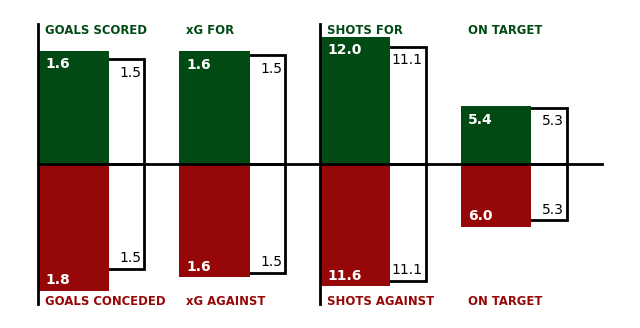 GOALS SCORED xG FOR SHOTS FOR ON TARGET
1.6 1.5 1.6 1.5 12.0 11.1 5.4 5.3
1.8 1.5 1.6 1.5 11.6 11.1 6.0 5.3
GOALS CONCEDED xG AGAINST SHOTS AGAINST ON TARGET